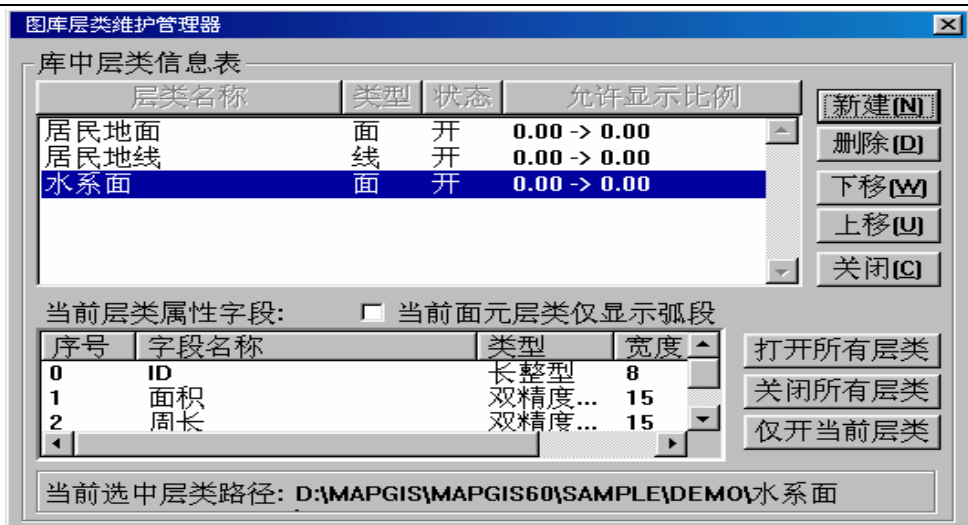 图库层类维护管理器
库中层类信息表
层类名称 类型 状态 允许显示比例
居民地面 面 开 0.00 -> 0.00
居民地线 线 开 0.00 -> 0.00
水系面 面 开 0.00 -> 0.00
新建(N)
删除(D)
下移(W)
上移(U)
关闭(C)
当前层类属性字段: 当前面元层类仅显示弧段
序号 字段名称 类型 宽度
0 ID 长整型 8
1 面积 双精度... 15
2 周长 双精度... 15
打开所有层类
关闭所有层类
仅开当前层类
当前选中层类路径: D:\MAPGIS\MAPGIS60\SAMPLE\DEMO\水系面